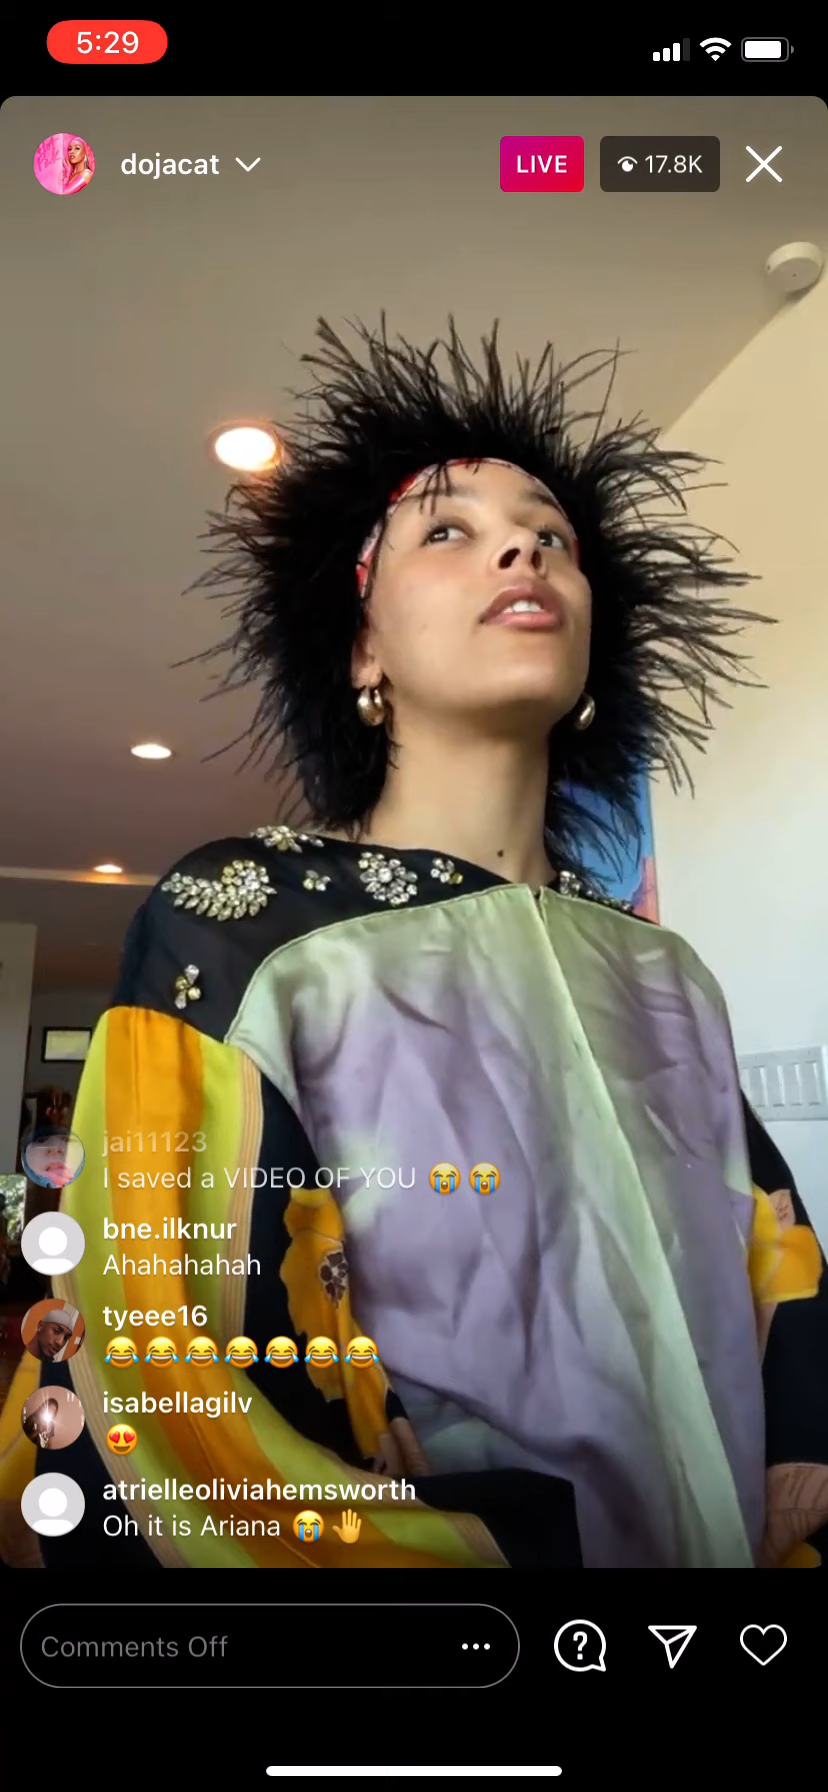 5:29
dojacat
LIVE 17.8K
jai11123
I saved a VIDEO OF YOU 😭😭
bne.ilknur
Ahahahahah
tyeee16
😂😂😂😂😂😂😂
isabellagilv
😍
atrielleoliviahemsworth
Oh it is Ariana 😭🤚
Comments Off